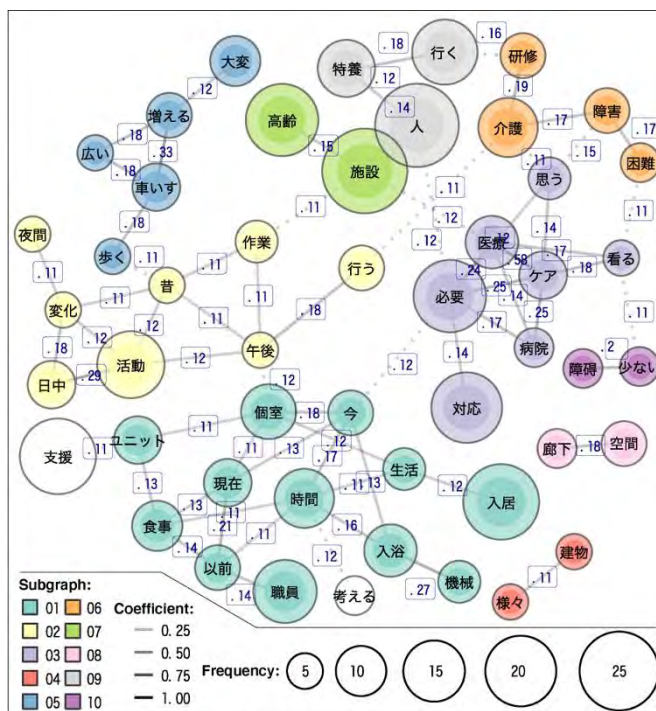 大変
.12
増える
広い
.18
.18
.33
車いす
.18
歩く
特養
.18
行く
.12
.14
人
.16
研修
.19
介護
.17
障害
.17
困難
.15
.11
高齢
.15
施設
.11
.11
.12
.12
思う
.14
医療
.12
.58
.17
ケア
.18
看る
.24
.25
.14
.25
必要
.17
病院
.14
対応
.11
.11
.2
障碍
少ない
夜間
.11
変化
.18
.12
日中
.29
活動
.11
昔
.11
.12
.11
.11
作業
.11
午後
.12
行う
.18
.12
.12
支援
.11
ユニット
.11
個室
.18
今
.12
.17
.13
.11
現在
.13
.11
.21
.13
食事
.14
以前
.11
.14
職員
時間
.11
.13
生活
.12
入居
.16
入浴
.27
機械
.12
考える
廊下
.18
空間
建物
.11
様々
Subgraph:
01
02
03
04
05
06
07
08
09
10
Coefficient:
0.25
0.50
0.75
1.00
Frequency:
5
10
15
20
25